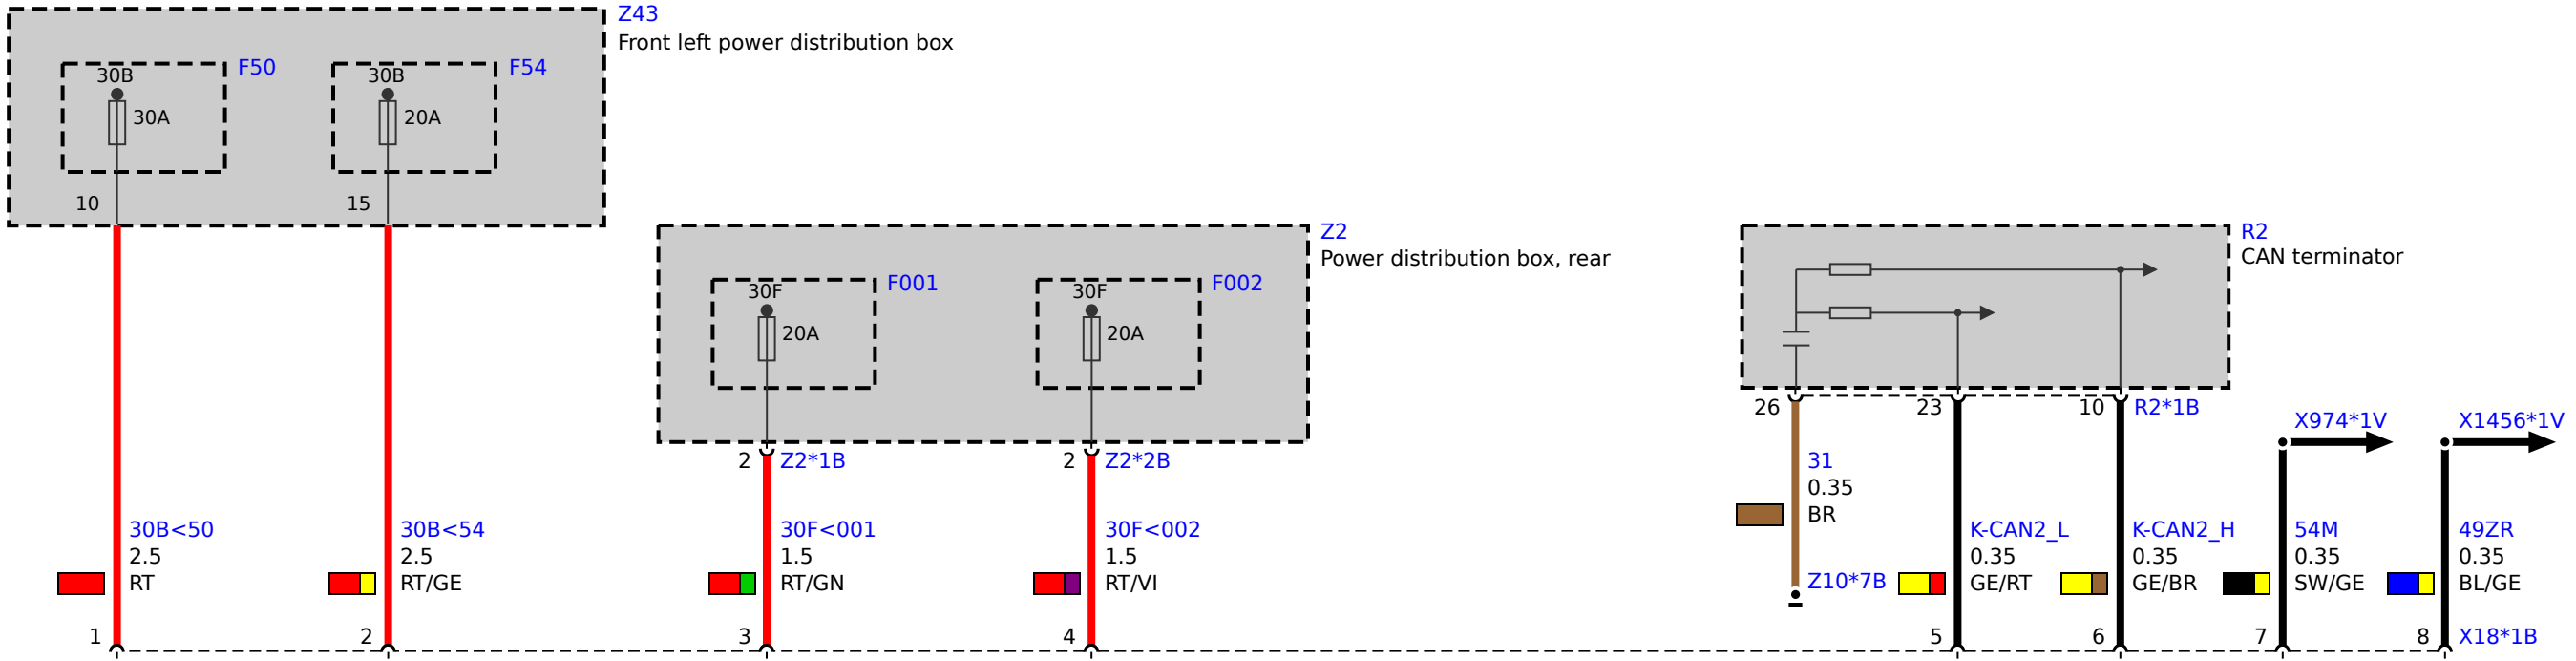 Z43
Front left power distribution box
F50
30B
30A
10
F54
30B
20A
15
Z2
Power distribution box, rear
F001
30F
20A
F002
30F
20A
R2
CAN terminator
2 Z2*1B
2 Z2*2B
26
23
10 R2*1B
X974*1V
X1456*1V
31
0.35
BR
Z10*7B
30B<50
2.5
RT
1
30B<54
2.5
RT/GE
2
30F<001
1.5
RT/GN
3
30F<002
1.5
RT/VI
4
K-CAN2_L
0.35
GE/RT
5
K-CAN2_H
0.35
GE/BR
6
54M
0.35
SW/GE
7
49ZR
0.35
BL/GE
8 X18*1B